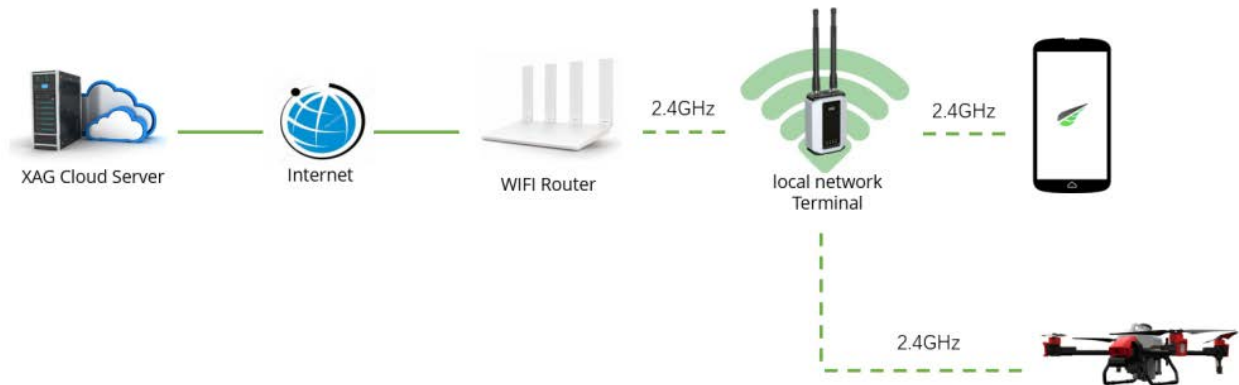 2.4GHz
2.4GHz
XAG Cloud Server
Internet
WIFI Router
local network
Terminal
2.4GHz